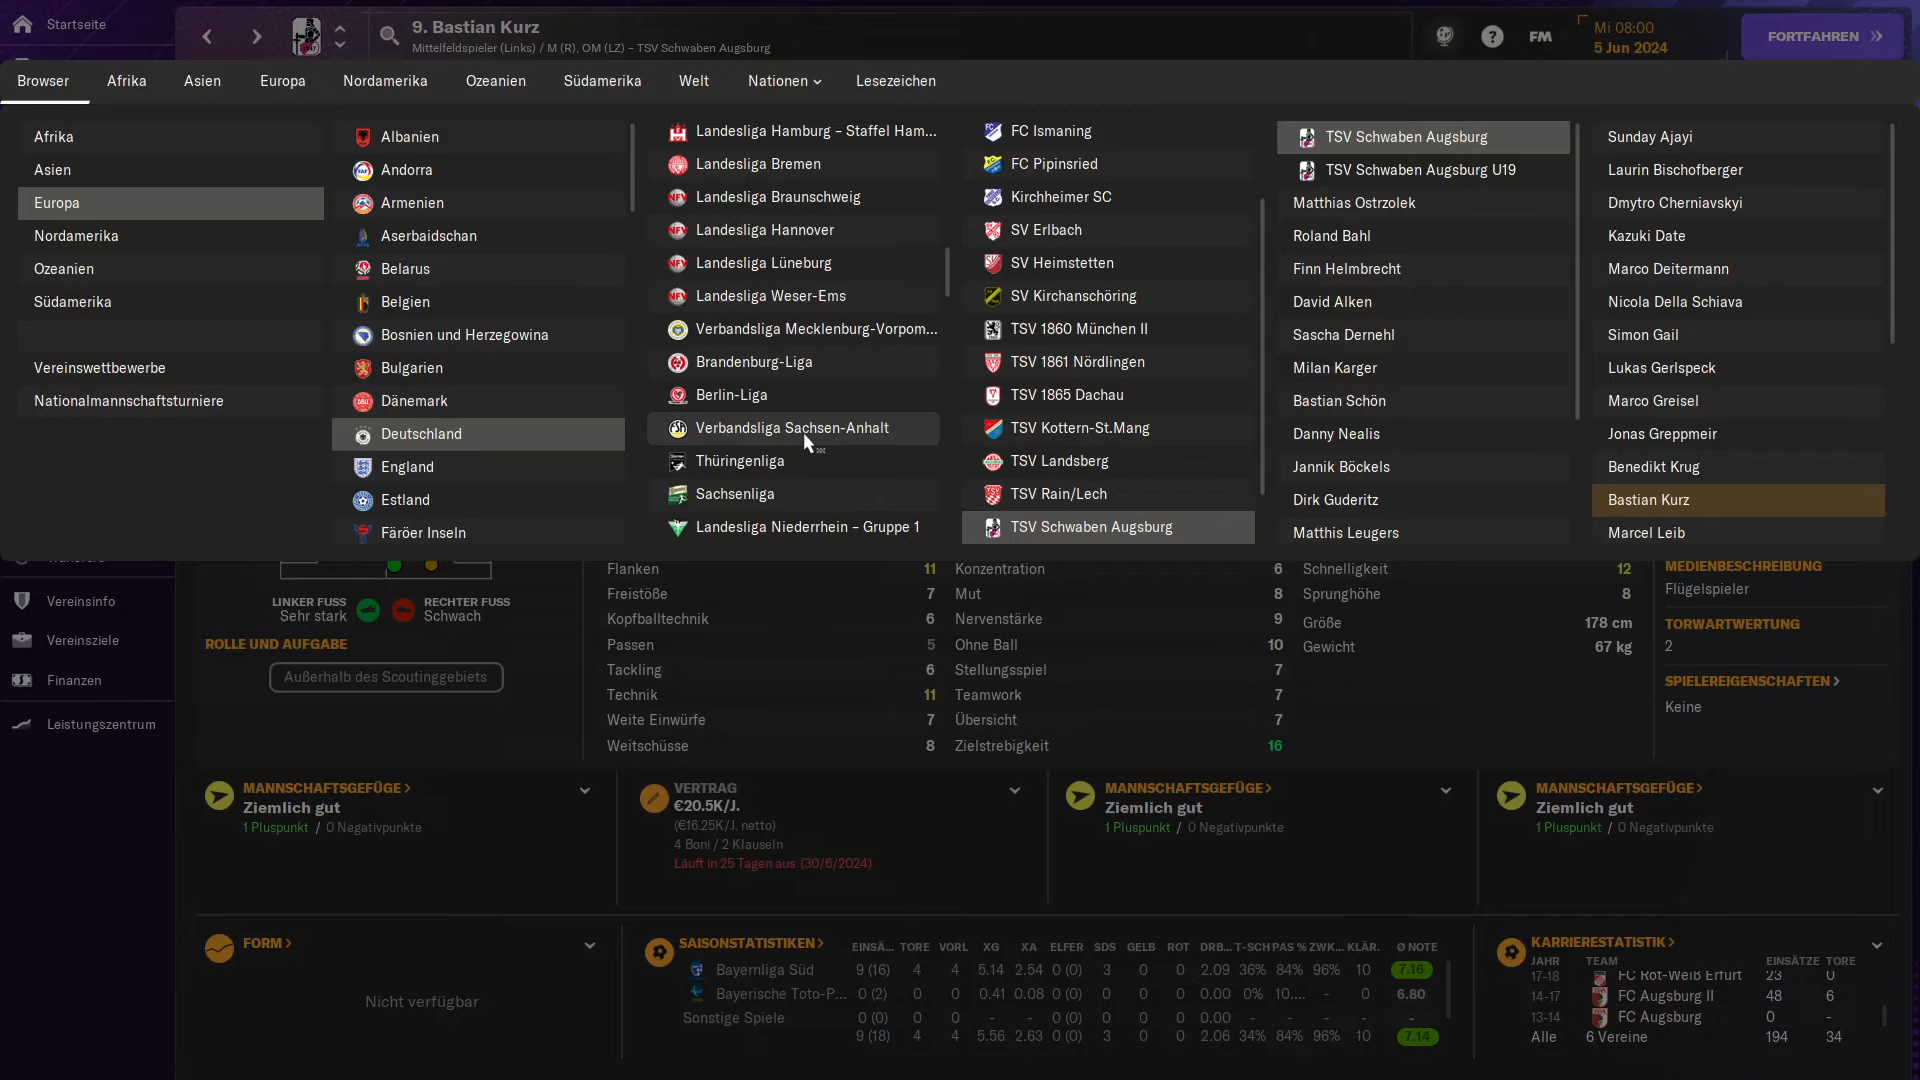 Startseite
9. Bastian Kurz
Mittelfeldspieler (Links) / M (R), OM (LZ) – TSV Schwaben Augsburg
FM
Mi 08:00
5 Jun 2024
FORTFAHREN
Browser
Afrika
Asien
Europa
Nordamerika
Ozeanien
Südamerika
Welt
Nationen
Lesezeichen
Afrika
Asien
Europa
Nordamerika
Ozeanien
Südamerika
Vereinswettbewerbe
Nationalmannschaftsturniere
Albanien
Andorra
Armenien
Aserbaidschan
Belarus
Belgien
Bosnien und Herzegowina
Bulgarien
Dänemark
Deutschland
England
Estland
Färöer Inseln
Landesliga Hamburg – Staffel Ham...
Landesliga Bremen
Landesliga Braunschweig
Landesliga Hannover
Landesliga Lüneburg
Landesliga Weser-Ems
Verbandsliga Mecklenburg-Vorpom...
Brandenburg-Liga
Berlin-Liga
Verbandsliga Sachsen-Anhalt
Thüringenliga
Sachsenliga
Landesliga Niederrhein – Gruppe 1
FC Ismaning
FC Pipinsried
Kirchheimer SC
SV Erlbach
SV Heimstetten
SV Kirchanschöring
TSV 1860 München II
TSV 1861 Nördlingen
TSV 1865 Dachau
TSV Kottern-St.Mang
TSV Landsberg
TSV Rain/Lech
TSV Schwaben Augsburg
TSV Schwaben Augsburg
TSV Schwaben Augsburg U19
Matthias Ostrzolek
Roland Bahl
Finn Helmbrecht
David Alken
Sascha Dernehl
Milan Karger
Bastian Schön
Danny Nealis
Jannik Böckels
Dirk Guderitz
Matthis Leugers
Sunday Ajayi
Laurin Bischofberger
Dmytro Cherniavskyi
Kazuki Date
Marco Deitermann
Nicola Della Schiava
Simon Gail
Lukas Gerlspeck
Marco Greisel
Jonas Greppmeir
Benedikt Krug
Bastian Kurz
Marcel Leib
Vereinsinfo
Vereinsziele
Finanzen
Leistungszentrum
LINKER FUSS
Sehr stark
RECHTER FUSS
Schwach
ROLLE UND AUFGABE
Außerhalb des Scoutinggebiets
Flanken 11
Freistöße 7
Kopfballtechnik 6
Passen 5
Tackling 6
Technik 11
Weite Einwürfe 7
Weitschüsse 8
Konzentration 6
Mut 8
Nervenstärke 9
Ohne Ball 10
Stellungsspiel 7
Teamwork 7
Übersicht 7
Zielstrebigkeit 16
Schnelligkeit 12
Sprunghöhe 8
Größe 178 cm
Gewicht 67 kg
MEDIENBESCHREIBUNG
Flügelspieler
TORWARTWERTUNG
2
SPIELEREIGENSCHAFTEN >
Keine
MANNSCHAFTSGEFÜGE >
Ziemlich gut
1 Pluspunkt / 0 Negativpunkte
VERTRAG
€20.5K/J.
(€16.25K/J. netto)
4 Boni / 2 Klauseln
Läuft in 25 Tagen aus (30/6/2024)
MANNSCHAFTSGEFÜGE >
Ziemlich gut
1 Pluspunkt / 0 Negativpunkte
MANNSCHAFTSGEFÜGE >
Ziemlich gut
1 Pluspunkt / 0 Negativpunkte
FORM >
Nicht verfügbar
SAISONSTATISTIKEN > EINSÄ... TORE VORL XG XA ELFER SDS GELB ROT DRB... T-SCH PAS % ZWK... KLÄR. Ø NOTE
Bayernliga Süd 9 (16) 4 4 5.14 2.54 0 (0) 3 0 0 2.09 36% 84% 96% 10 7.16
Bayerische Toto-P... 0 (2) 0 0 0.41 0.08 0 (0) 0 0 0 0.00 0% 10.... - 0 6.80
Sonstige Spiele 0 (0) 0 0 - - 0 (0) 0 0 0 0.00 - - - - -
9 (18) 4 4 5.56 2.63 0 (0) 3 0 0 2.06 34% 84% 96% 10 7.14
KARRIERESTATISTIK >
JAHR TEAM EINSÄTZE TORE
17-18 FC Rot-Weiß Erfurt 23 0
14-17 FC Augsburg II 48 6
13-14 FC Augsburg 0 -
Alle 6 Vereine 194 34